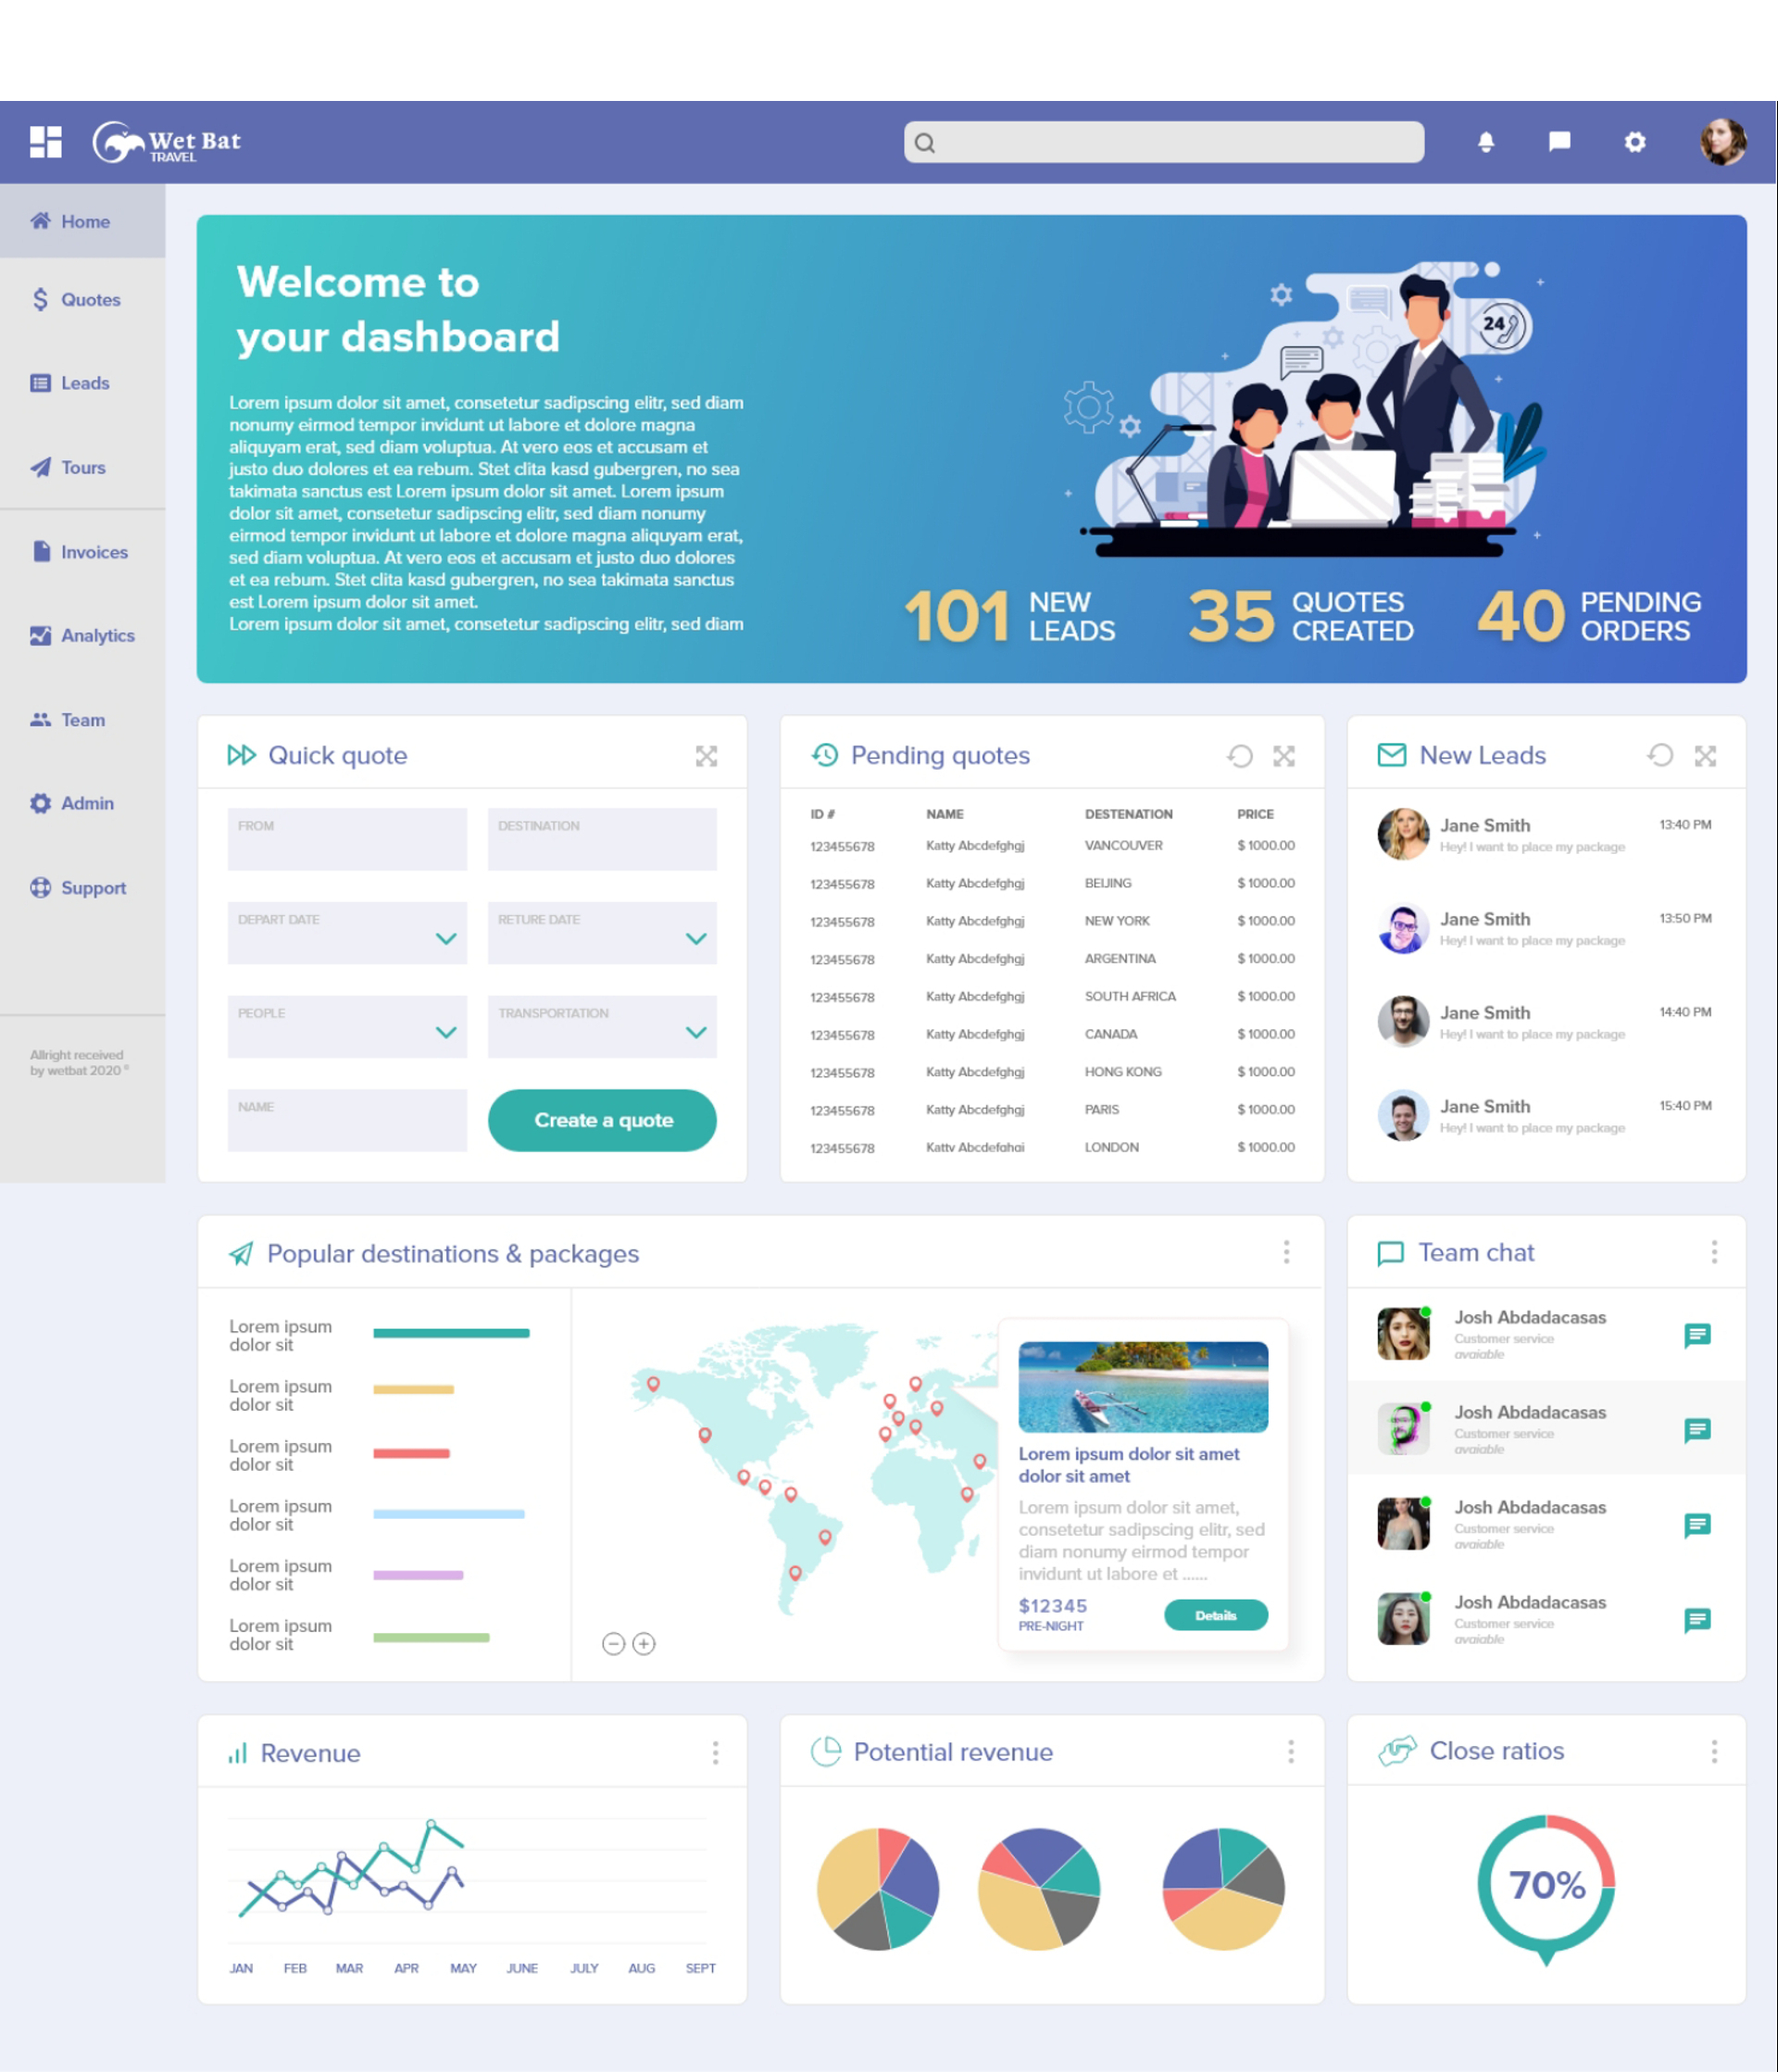 Wet Bat
TRAVEL
Home
Quotes
Leads
Tours
Invoices
Analytics
Team
Admin
Support
Allright received
by wetbat 2020 ®
Welcome to
your dashboard
Lorem ipsum dolor sit amet, consetetur sadipscing elitr, sed diam
nonumy eirmod tempor invidunt ut labore et dolore magna
aliquyam erat, sed diam voluptua. At vero eos et accusam et
justo duo dolores et ea rebum. Stet clita kasd gubergren, no sea
takimata sanctus est Lorem ipsum dolor sit amet. Lorem ipsum
dolor sit amet, consetetur sadipscing elitr, sed diam nonumy
eirmod tempor invidunt ut labore et dolore magna aliquyam erat,
sed diam voluptua. At vero eos et accusam et justo duo dolores
et ea rebum. Stet clita kasd gubergren, no sea takimata sanctus
est Lorem ipsum dolor sit amet.
Lorem ipsum dolor sit amet, consetetur sadipscing elitr, sed diam
24
101 NEW LEADS
35 QUOTES CREATED
40 PENDING ORDERS
Quick quote
FROM
DESTINATION
DEPART DATE
RETURE DATE
PEOPLE
TRANSPORTATION
NAME
Create a quote
Pending quotes
ID # NAME DESTENATION PRICE
123455678 Katty Abcdefghgj VANCOUVER $ 1000.00
123455678 Katty Abcdefghgj BEIJING $ 1000.00
123455678 Katty Abcdefghgj NEW YORK $ 1000.00
123455678 Katty Abcdefghgj ARGENTINA $ 1000.00
123455678 Katty Abcdefghgj SOUTH AFRICA $ 1000.00
123455678 Katty Abcdefghgj CANADA $ 1000.00
123455678 Katty Abcdefghgj HONG KONG $ 1000.00
123455678 Katty Abcdefghgj PARIS $ 1000.00
123455678 Katty Abcdefghgj LONDON $ 1000.00
New Leads
Jane Smith 13:40 PM
Hey! I want to place my package
Jane Smith 13:50 PM
Hey! I want to place my package
Jane Smith 14:40 PM
Hey! I want to place my package
Jane Smith 15:40 PM
Hey! I want to place my package
Popular destinations & packages
Lorem ipsum
dolor sit
Lorem ipsum
dolor sit
Lorem ipsum
dolor sit
Lorem ipsum
dolor sit
Lorem ipsum
dolor sit
Lorem ipsum
dolor sit
Lorem ipsum dolor sit amet
dolor sit amet
Lorem ipsum dolor sit amet,
consetetur sadipscing elitr, sed
diam nonumy eirmod tempor
invidunt ut labore et ......
$12345
PRE-NIGHT
Details
Team chat
Josh Abdadacasas
Customer service
avaiable
Josh Abdadacasas
Customer service
avaiable
Josh Abdadacasas
Customer service
avaiable
Josh Abdadacasas
Customer service
avaiable
Revenue
JAN FEB MAR APR MAY JUNE JULY AUG SEPT
Potential revenue
Close ratios
70%